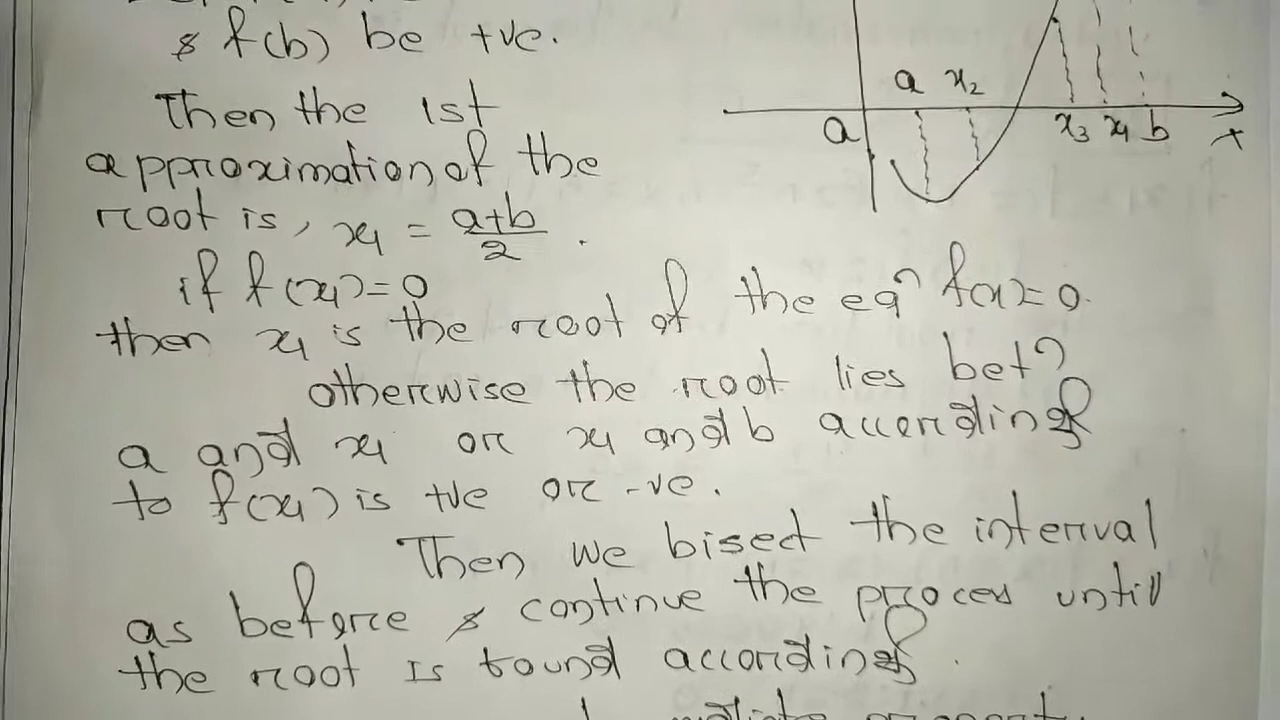 & f(b) be +ve.
Then the 1st
approximation of the
root is, x₁ = a+b/2 .
if f(x₁)=0
then x₁ is the root of the eqⁿ f(x)=0.
otherwise the root lies betⁿ
a and x₁ or x₁ and b according
to f(x₁) is +ve or -ve.
Then we bisect the interval
as before & continue the proces until
the root is found according .
a x₂
a x₃ x₁ b x